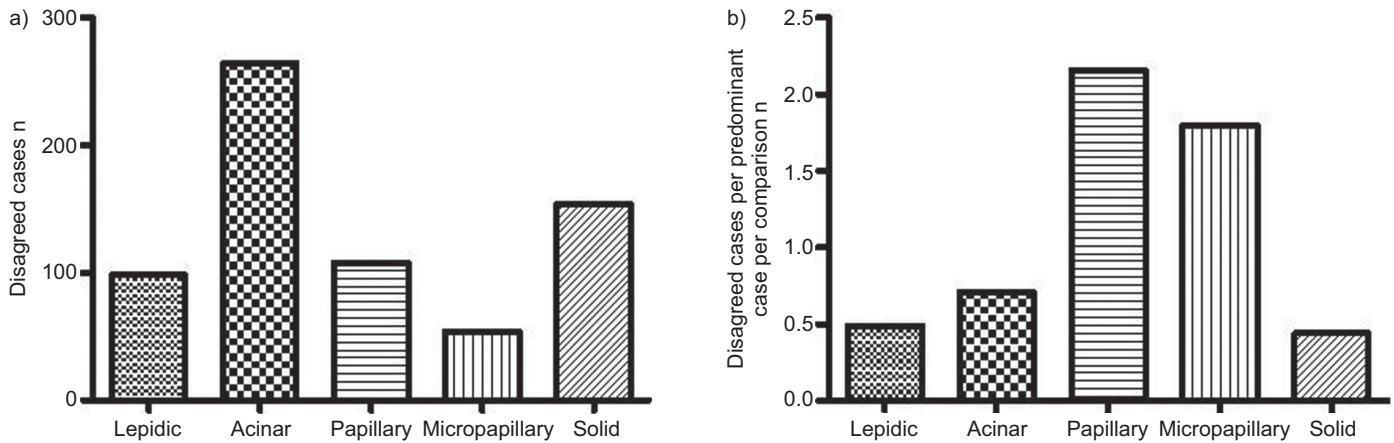 a)
300
200
100
0
Disagreed cases n
Lepidic
Acinar
Papillary
Micropapillary
Solid
b)
2.5
2.0
1.5
1.0
0.5
0.0
Disagreed cases per predominant
case per comparison n
Lepidic
Acinar
Papillary
Micropapillary
Solid